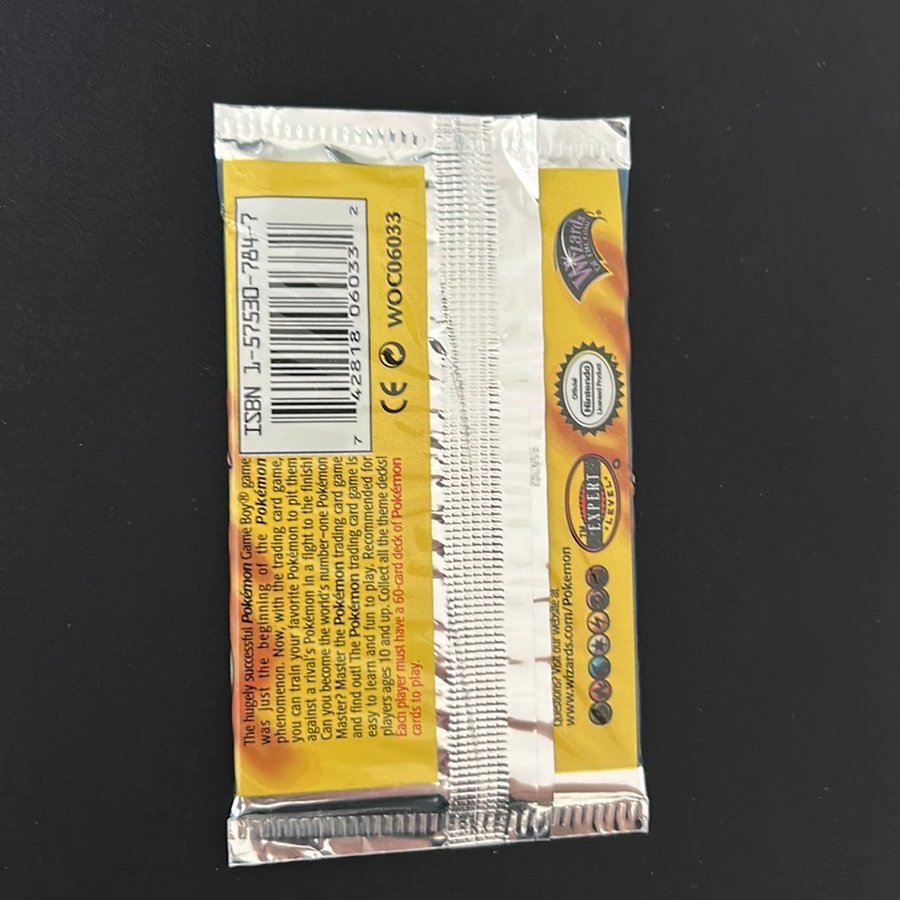 ISBN 1-57530-784-7
7 42818 06033 2
CE WOC06033
The hugely successful Pokémon Game Boy® game
was just the beginning of the Pokémon
phenomenon. Now, with the trading card game,
you can train your favorite Pokémon to pit them
against a rival's Pokémon in a fight to the finish!
Can you become the world's number-one Pokémon
Master? Master the Pokémon trading card game
and find out! The Pokémon trading card game is
easy to learn and fun to play. Recommended for
players ages 10 and up. Collect all the theme decks!
Each player must have a 60-card deck of Pokémon
cards to play.
Questions? Visit our website at
www.wizards.com/Pokemon
TM
EXPERT
LEVEL
Official
Nintendo
Licensed Product
Wizards
OF THE COAST
®